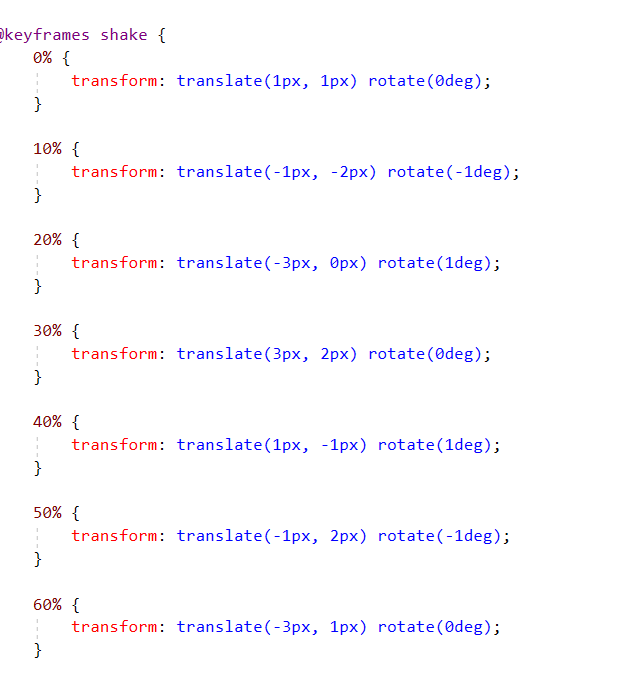 @keyframes shake {
0% {
transform: translate(1px, 1px) rotate(0deg);
}
10% {
transform: translate(-1px, -2px) rotate(-1deg);
}
20% {
transform: translate(-3px, 0px) rotate(1deg);
}
30% {
transform: translate(3px, 2px) rotate(0deg);
}
40% {
transform: translate(1px, -1px) rotate(1deg);
}
50% {
transform: translate(-1px, 2px) rotate(-1deg);
}
60% {
transform: translate(-3px, 1px) rotate(0deg);
}